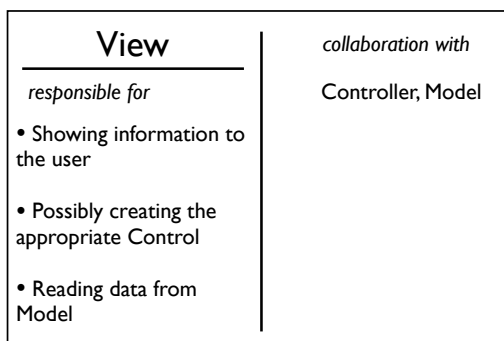 View
responsible for
• Showing information to
the user
• Possibly creating the
appropriate Control
• Reading data from
Model
collaboration with
Controller, Model